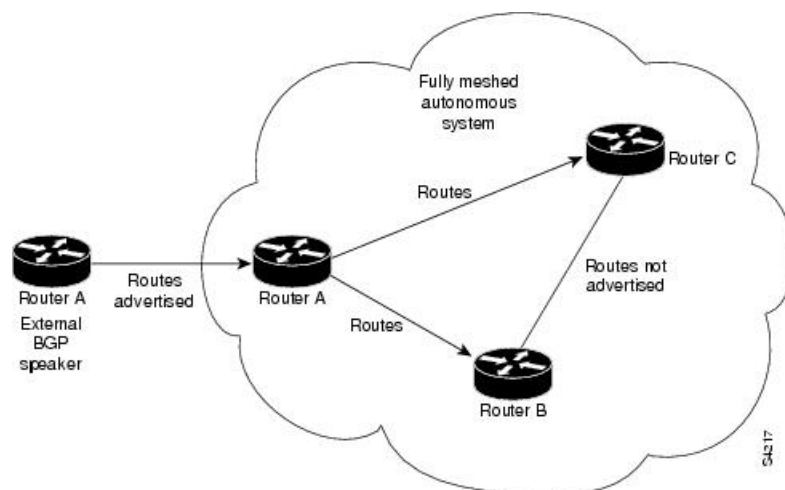 Fully meshed
autonomous
system
Router C
Routes
Routes not
advertised
Router A
Routes
advertised
Router A
External
BGP
speaker
Routes
Router B
S4217